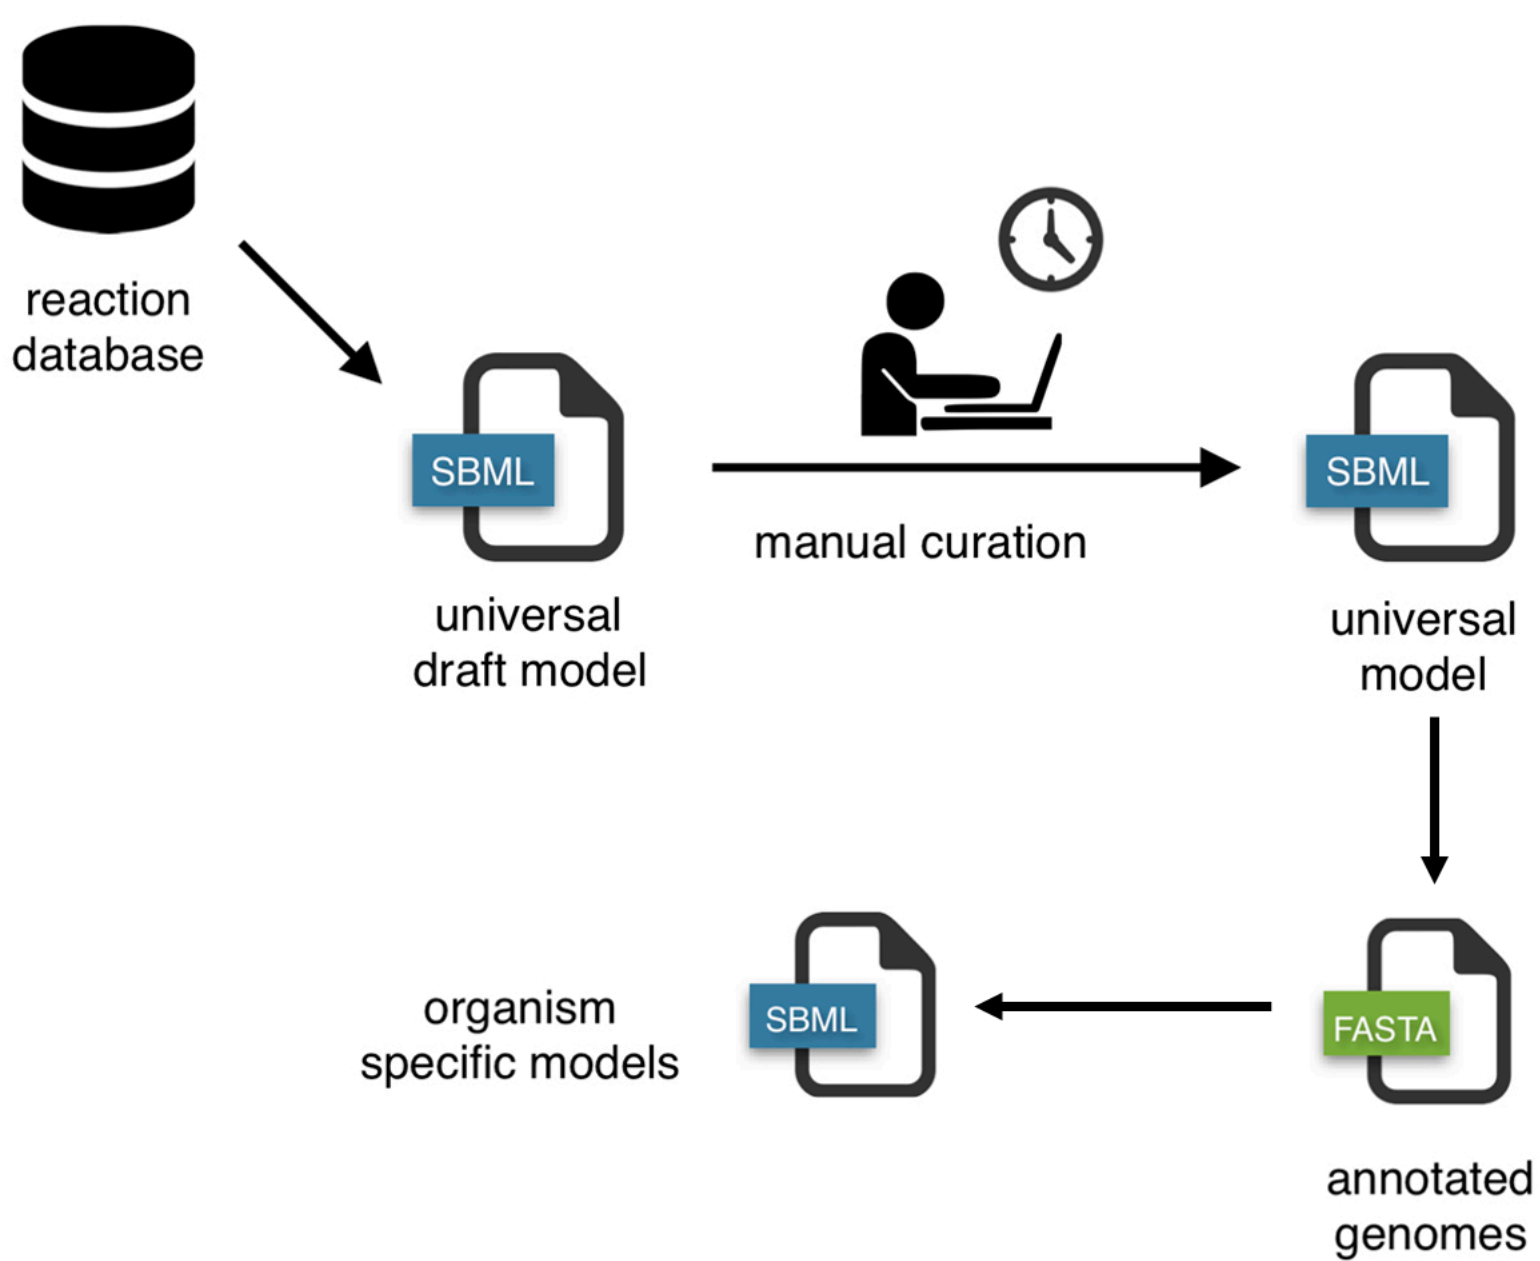 reaction
database
SBML
universal
draft model
manual curation
SBML
universal
model
FASTA
annotated
genomes
SBML
organism
specific models